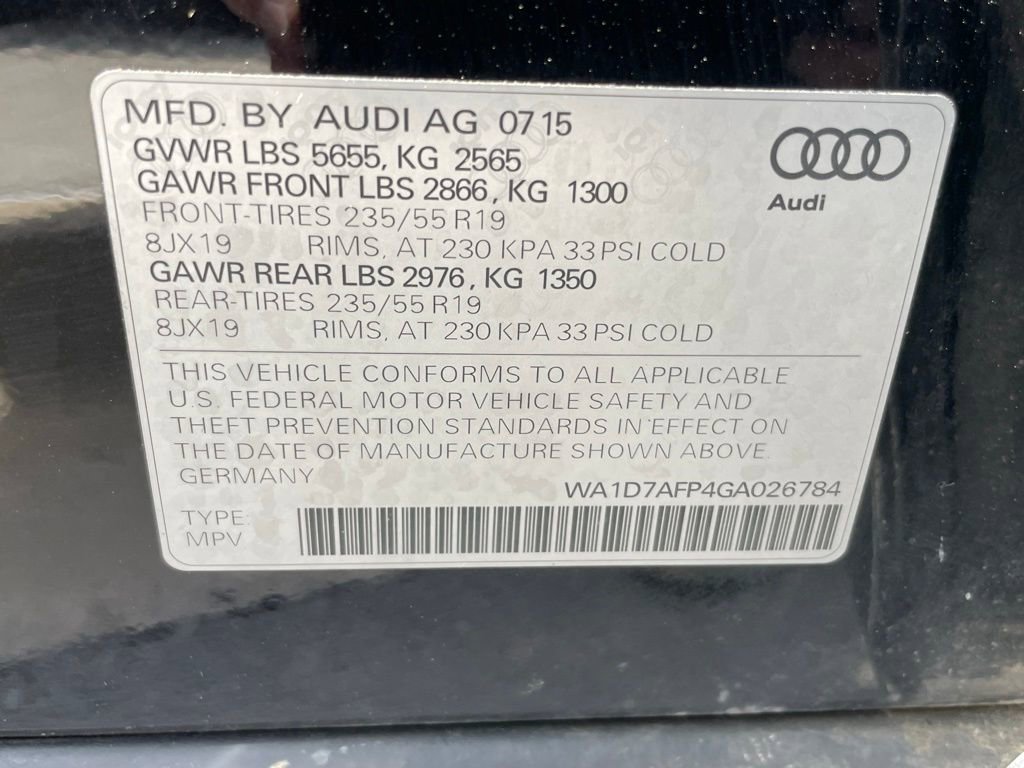 MFD. BY AUDI AG 0715
GVWR LBS 5655, KG 2565
GAWR FRONT LBS 2866, KG 1300
FRONT-TIRES 235/55 R19
8JX19 RIMS, AT 230 KPA 33 PSI COLD
GAWR REAR LBS 2976, KG 1350
REAR-TIRES 235/55 R19
8JX19 RIMS, AT 230 KPA 33 PSI COLD
Audi
THIS VEHICLE CONFORMS TO ALL APPLICABLE
U.S. FEDERAL MOTOR VEHICLE SAFETY AND
THEFT PREVENTION STANDARDS IN EFFECT ON
THE DATE OF MANUFACTURE SHOWN ABOVE.
GERMANY
WA1D7AFP4GA026784
TYPE:
MPV